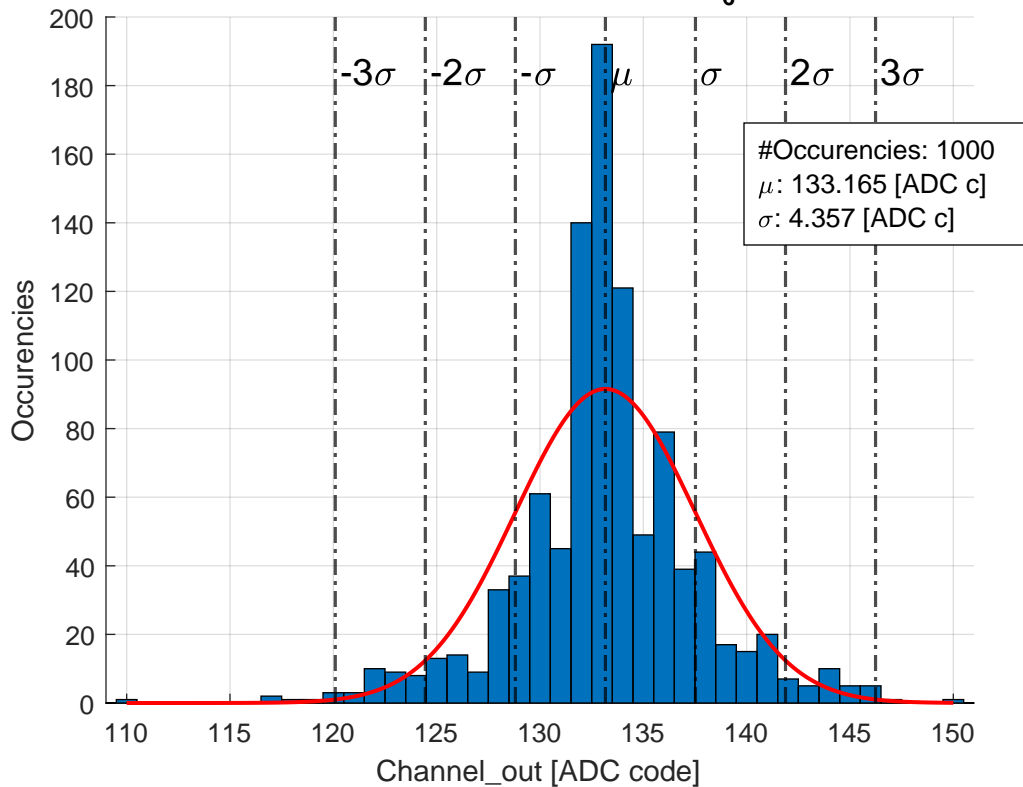 200
180
160
140
120
100
80
60
40
20
0
Occurencies
-3σ -2σ -σ μ σ 2σ 3σ
#Occurencies: 1000
μ: 133.165 [ADC c]
σ: 4.357 [ADC c]
110 115 120 125 130 135 140 145 150
Channel_out [ADC code]